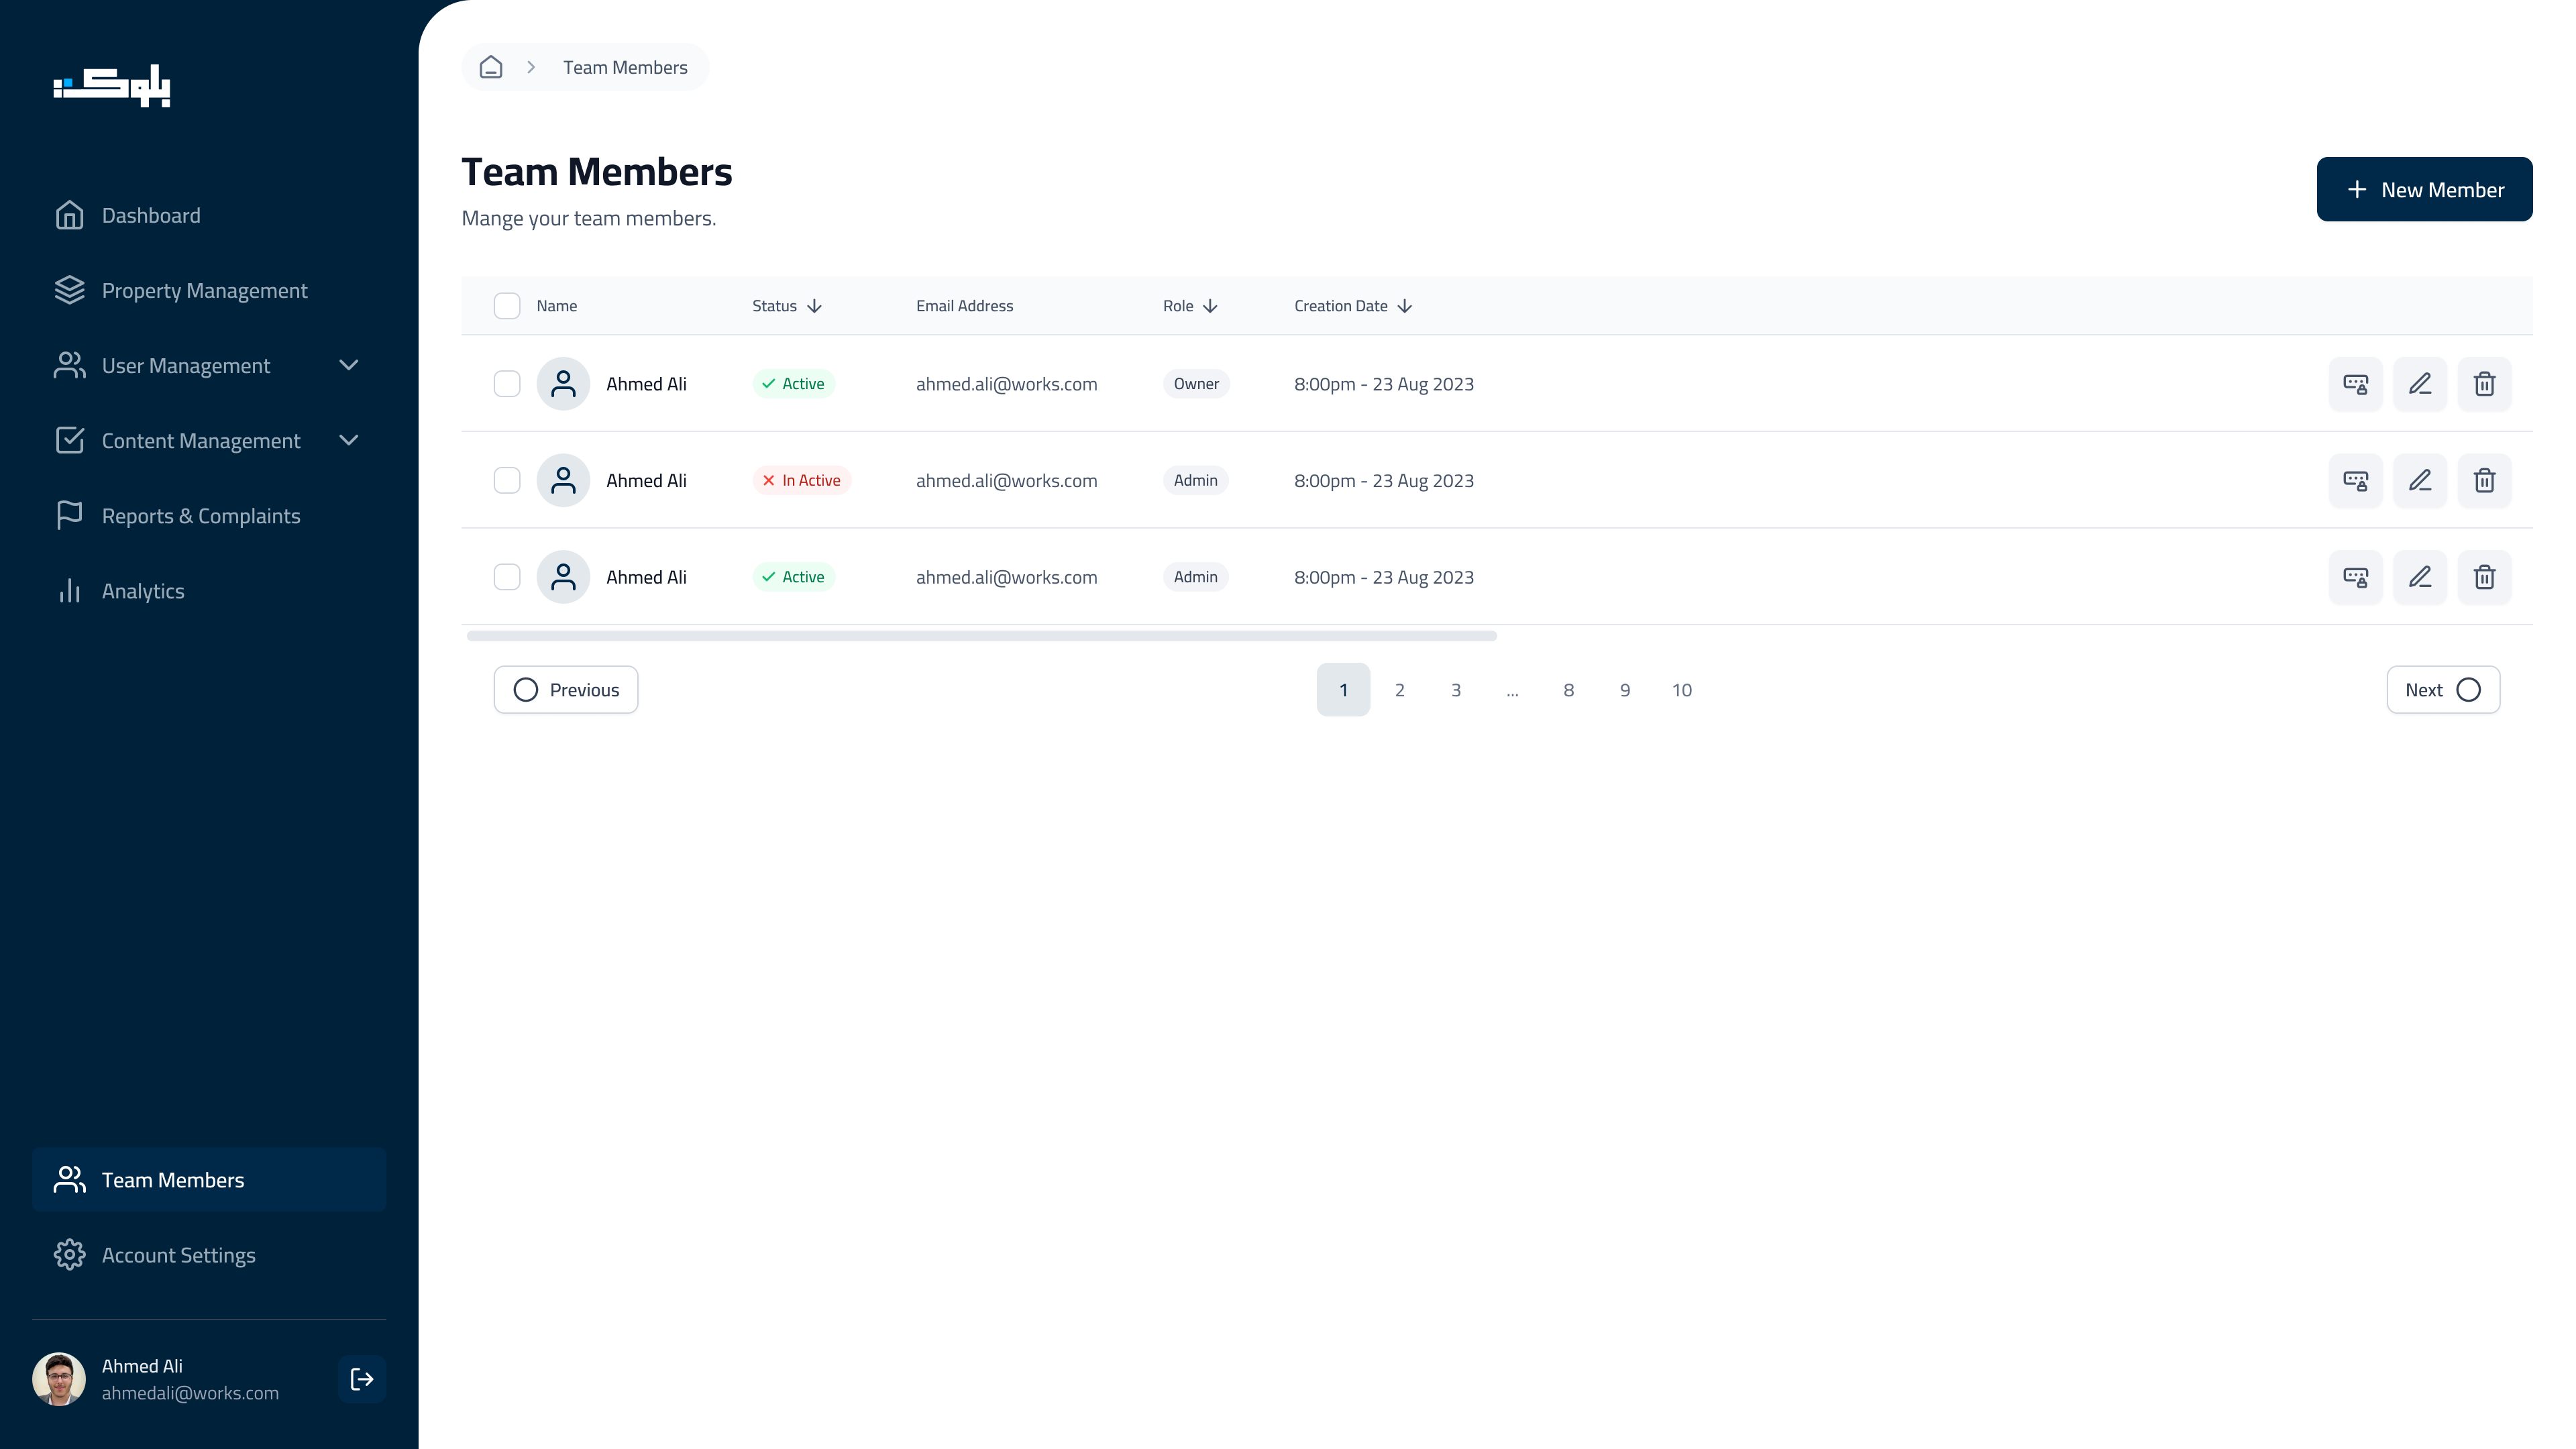 بلوك
Dashboard
Property Management
User Management
Content Management
Reports & Complaints
Analytics
Team Members
Account Settings
Ahmed Ali
ahmedali@works.com
Team Members
Team Members
Mange your team members.
New Member
Name Status Email Address Role Creation Date
Ahmed Ali Active ahmed.ali@works.com Owner 8:00pm - 23 Aug 2023
Ahmed Ali In Active ahmed.ali@works.com Admin 8:00pm - 23 Aug 2023
Ahmed Ali Active ahmed.ali@works.com Admin 8:00pm - 23 Aug 2023
Previous 1 2 3 ... 8 9 10 Next